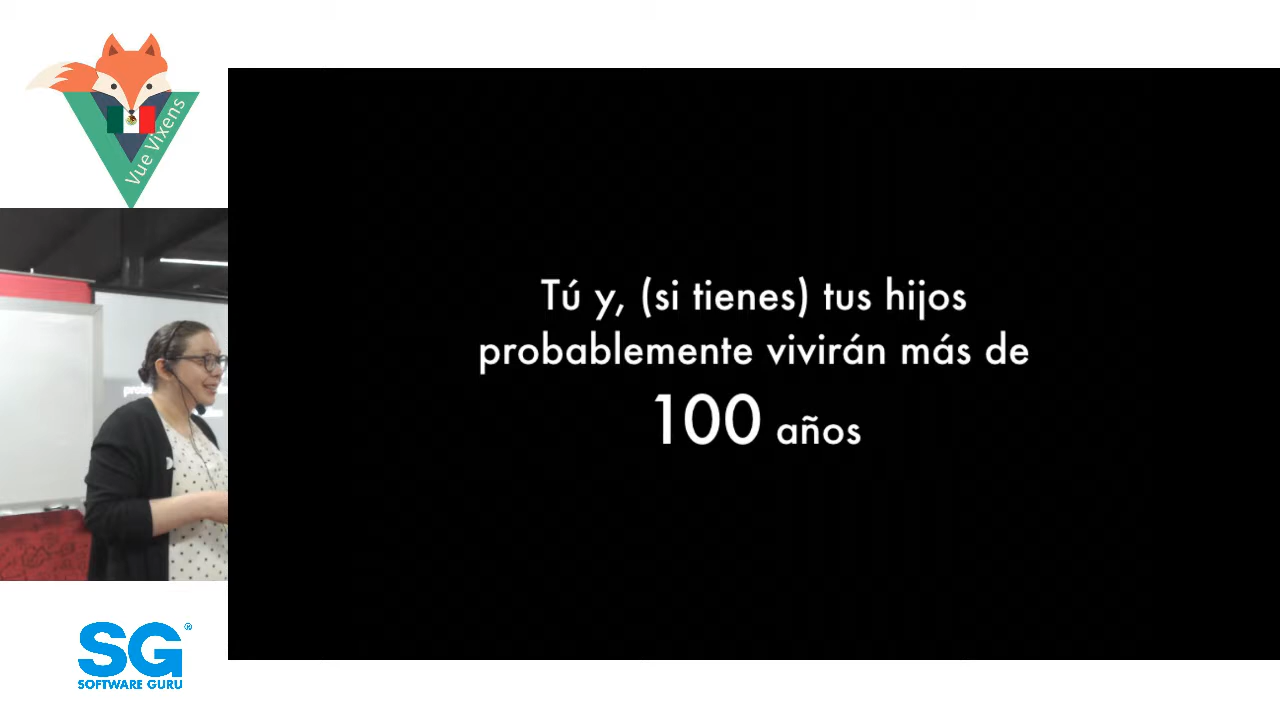 Vue Vixens
Tú y, (si tienes) tus hijos
probablemente vivirán más de
100 años
SG®
SOFTWARE GURU